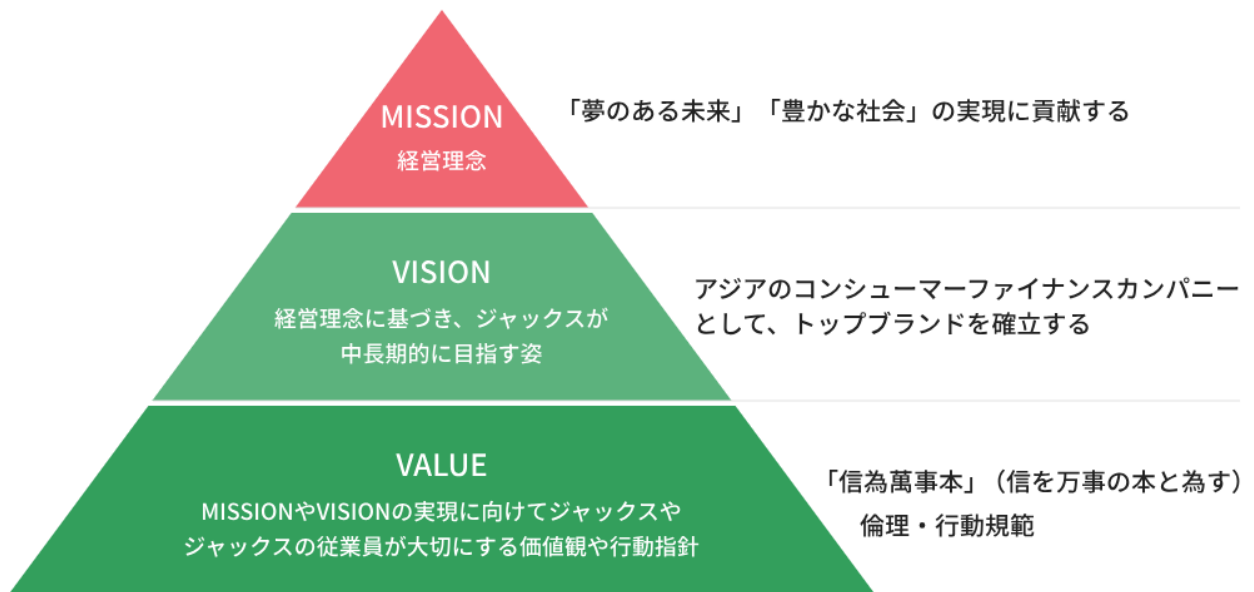 MISSION
経営理念
「夢のある未来」「豊かな社会」の実現に貢献する
VISION
経営理念に基づき、ジャックスが
中長期的に目指す姿
アジアのコンシューマーファイナンスカンパニー
として、トップブランドを確立する
VALUE
MISSIONやVISIONの実現に向けてジャックスや
ジャックスの従業員が大切にする価値観や行動指針
「信為萬事本」（信を万事の本と為す）
倫理・行動規範